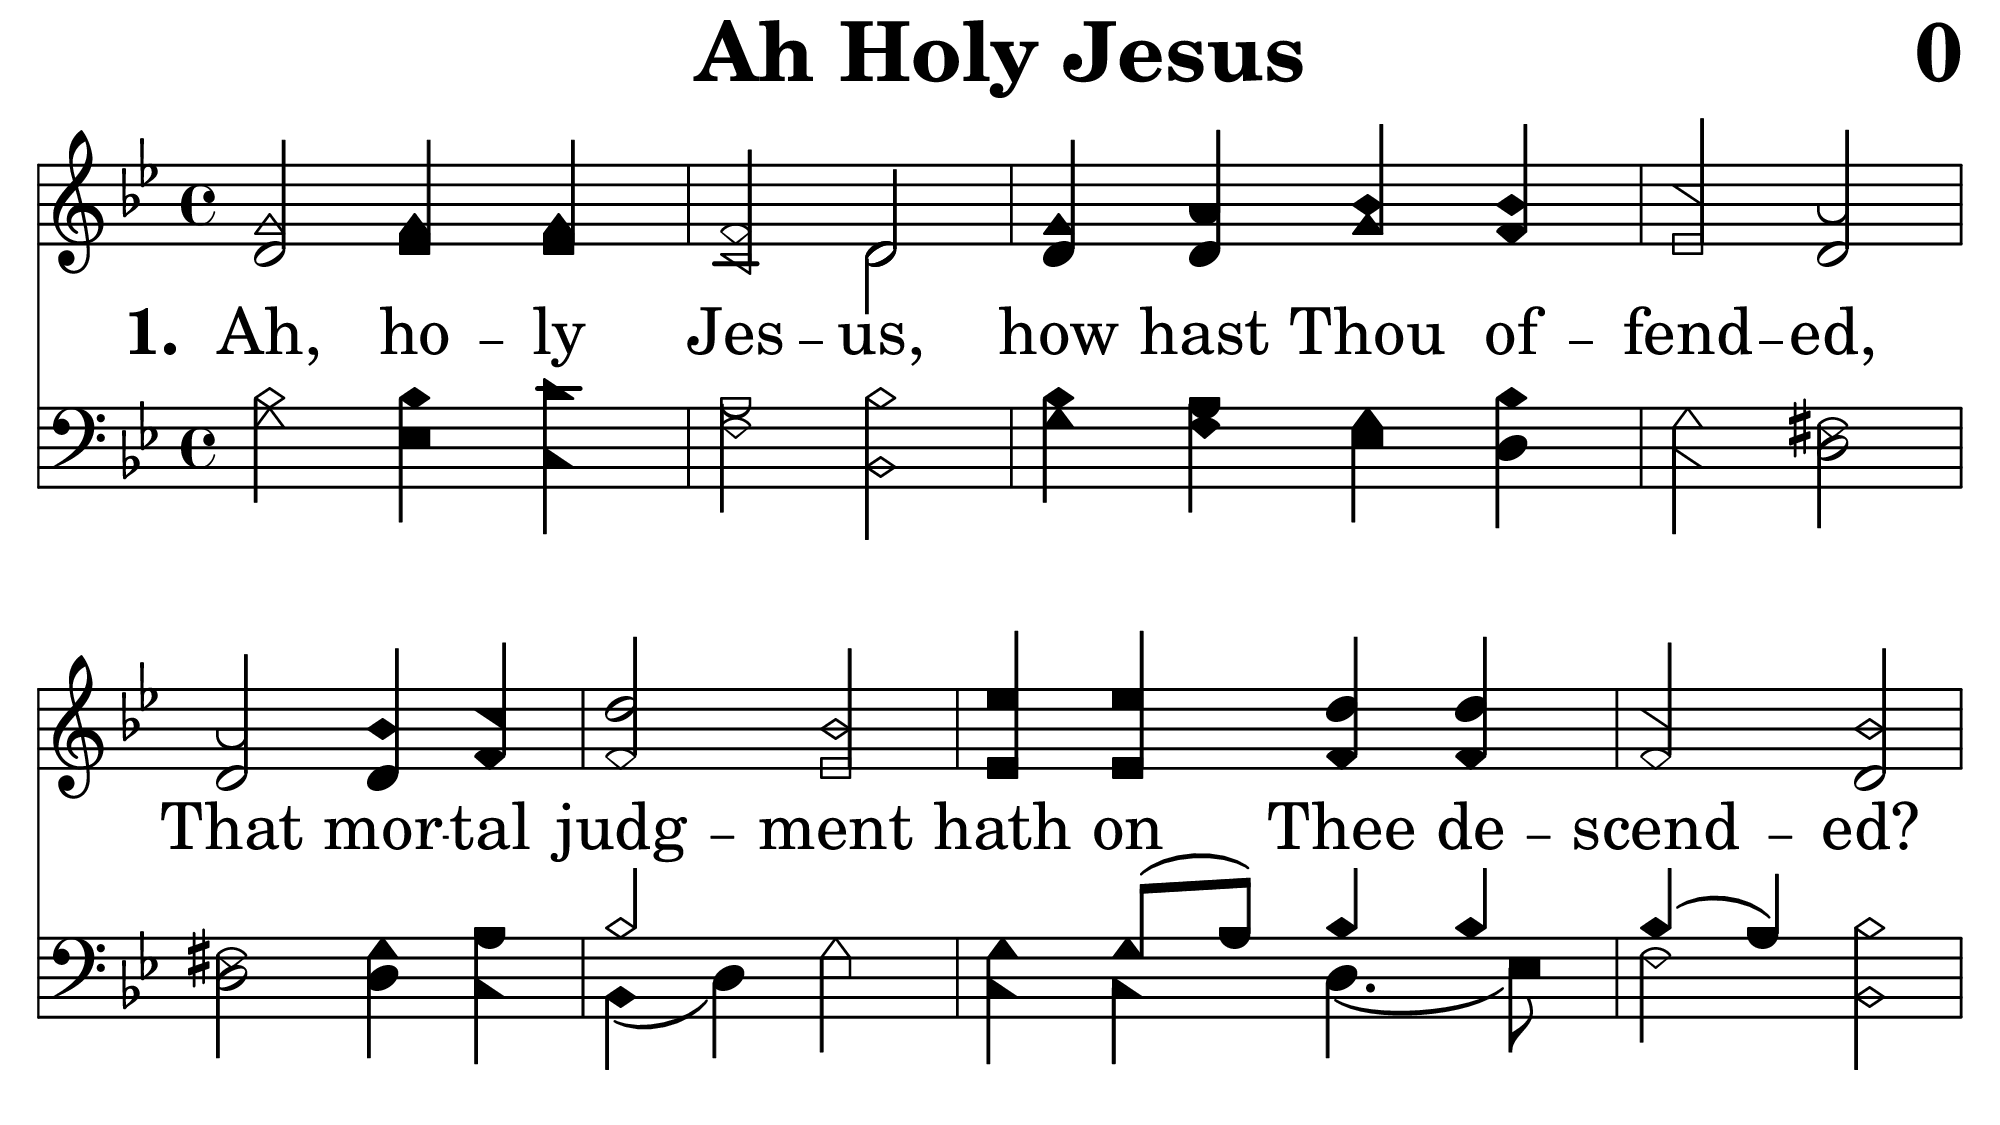 Ah Holy Jesus 0
1. Ah, ho – ly Jes – us, how hast Thou of – fend – ed,
That mor - tal judg – ment hath on Thee de – scend – ed?